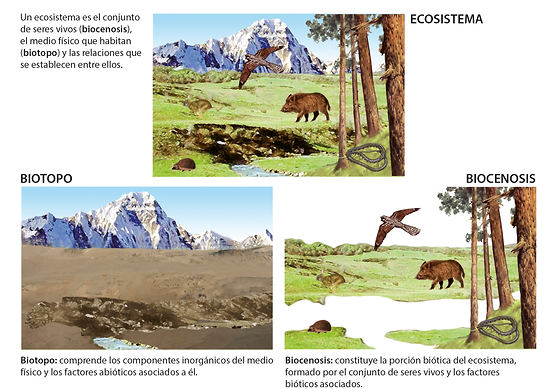 Un ecosistema es el conjunto
de seres vivos (biocenosis),
el medio físico que habitan
(biotopo) y las relaciones que
se establecen entre ellos.
ECOSISTEMA
BIOTOPO
BIOCENOSIS
Biotopo: comprende los componentes inorgánicos del medio
físico y los factores abióticos asociados a él.
Biocenosis: constituye la porción biótica del ecosistema,
formado por el conjunto de seres vivos y los factores
bióticos asociados.